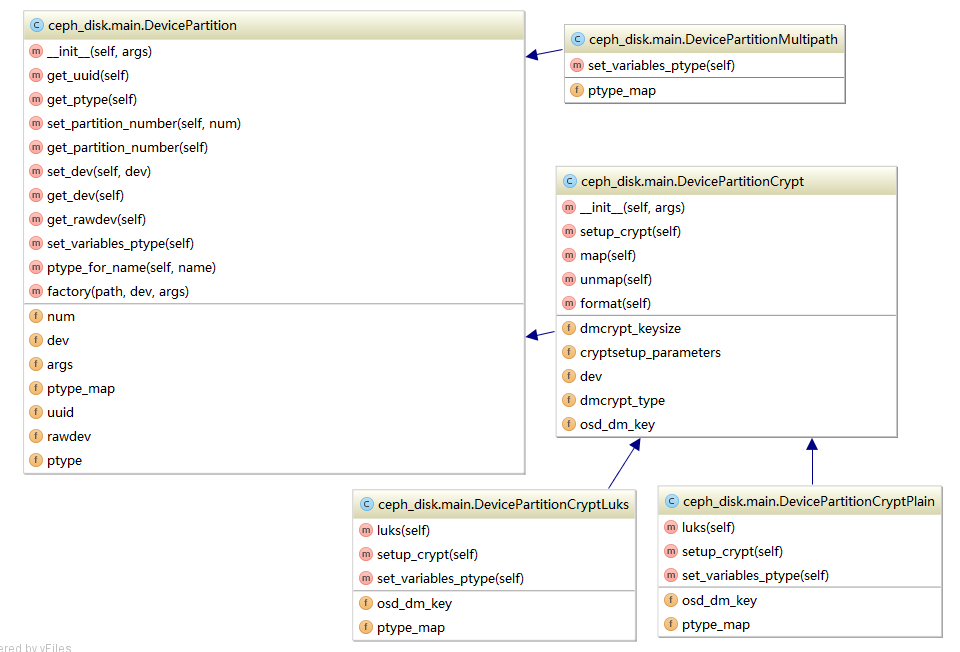 C ceph_disk.main.DevicePartition
m __init__(self, args)
m get_uuid(self)
m get_ptype(self)
m set_partition_number(self, num)
m get_partition_number(self)
m set_dev(self, dev)
m get_dev(self)
m get_rawdev(self)
m set_variables_ptype(self)
m ptype_for_name(self, name)
m factory(path, dev, args)
f num
f dev
f args
f ptype_map
f uuid
f rawdev
f ptype
C ceph_disk.main.DevicePartitionMultipath
m set_variables_ptype(self)
f ptype_map
C ceph_disk.main.DevicePartitionCrypt
m __init__(self, args)
m setup_crypt(self)
m map(self)
m unmap(self)
m format(self)
f dmcrypt_keysize
f cryptsetup_parameters
f dev
f dmcrypt_type
f osd_dm_key
C ceph_disk.main.DevicePartitionCryptLuks
m luks(self)
m setup_crypt(self)
m set_variables_ptype(self)
f osd_dm_key
f ptype_map
C ceph_disk.main.DevicePartitionCryptPlain
m luks(self)
m setup_crypt(self)
m set_variables_ptype(self)
f osd_dm_key
f ptype_map
ered by yFiles